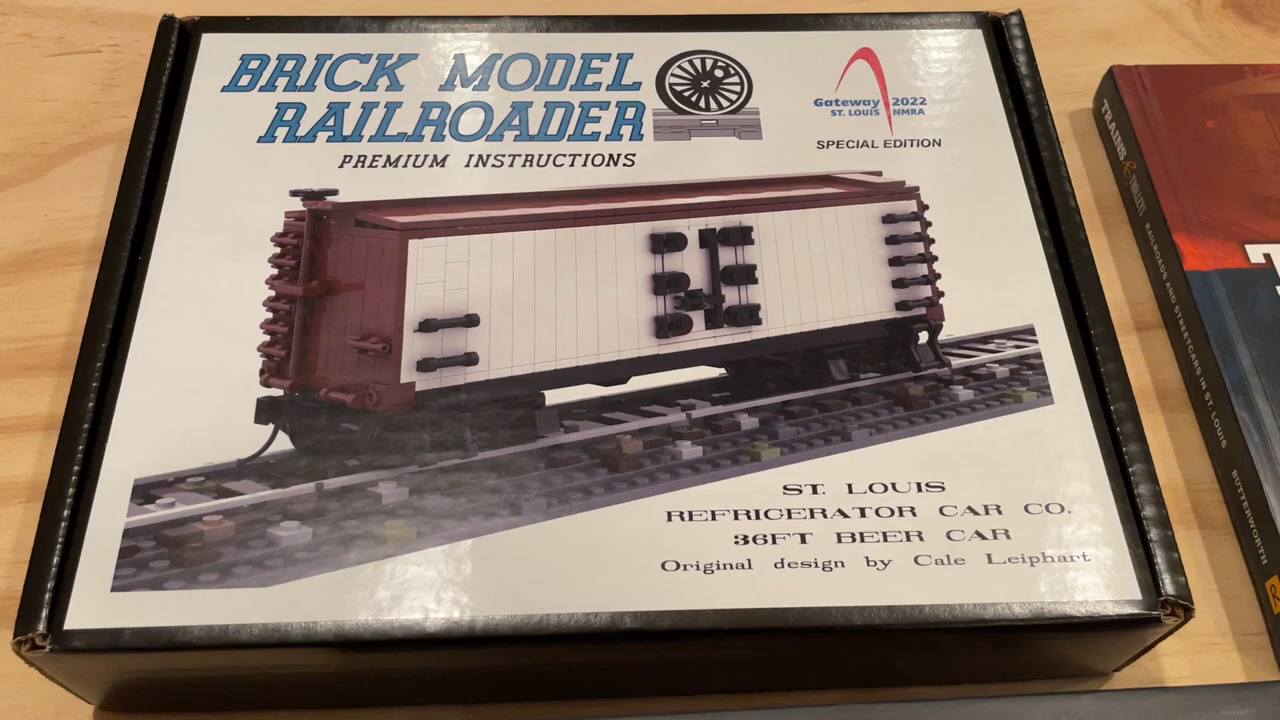 BRICK MODEL
RAILROADER
PREMIUM INSTRUCTIONS
Gateway 2022
ST. LOUIS NMRA
SPECIAL EDITION
ST. LOUIS
REFRIGERATOR CAR CO.
36FT BEER CAR
Original design by Cale Leiphart
TRAINS & TROLLEYS
RAILROADS AND STREETCARS IN ST. LOUIS
BUTTERWORTH
T